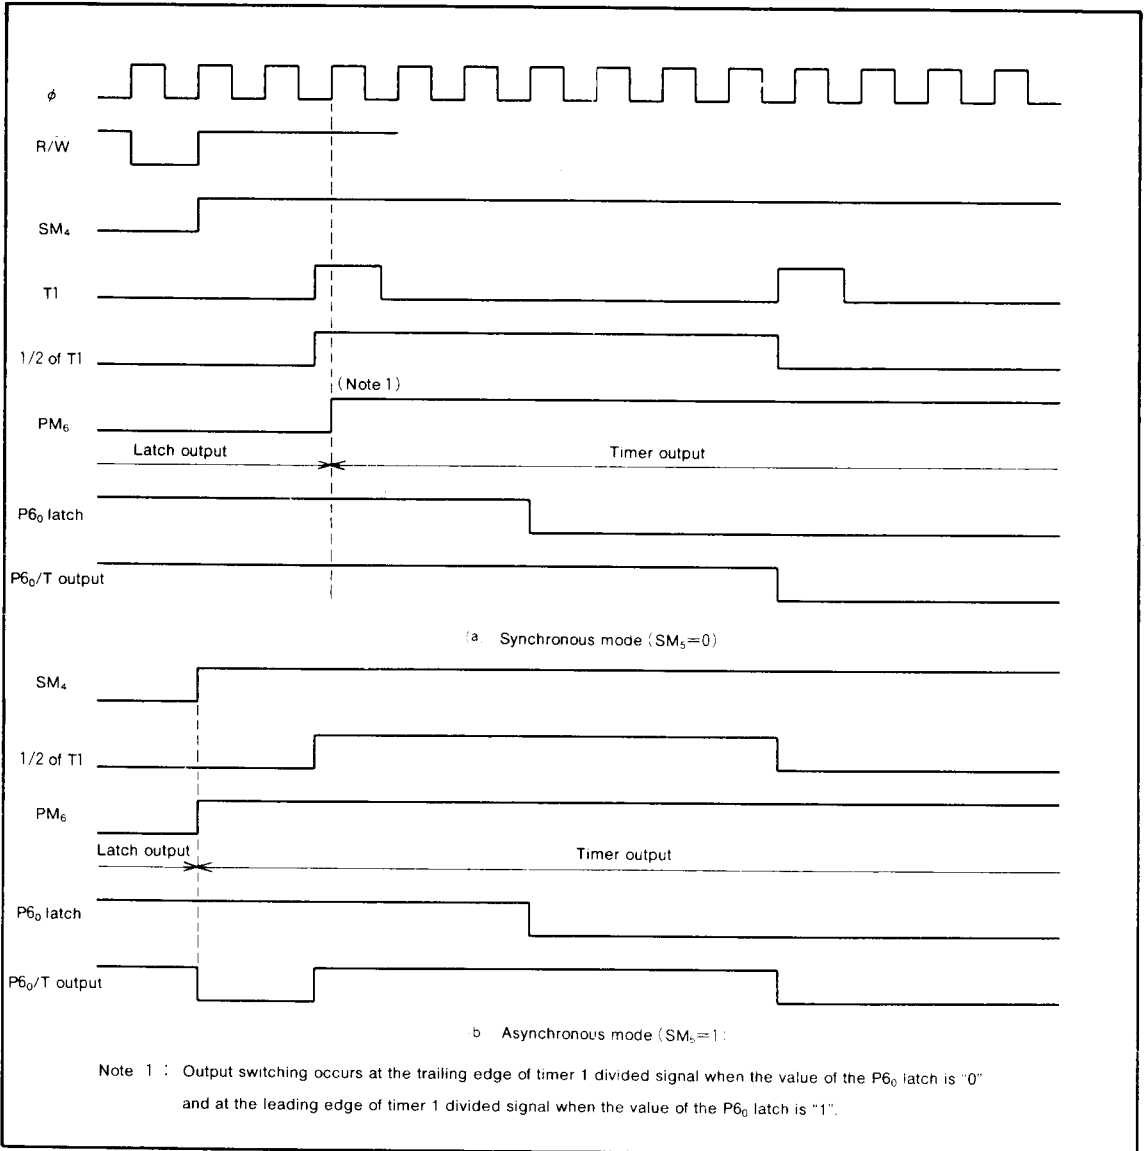 ϕ
R/W̅
SM₄
T1
1/2 of T1
(Note 1)
PM₆
Latch output
Timer output
P6₀ latch
P6₀/T output
(a Synchronous mode (SM₅=0)
SM₄
1/2 of T1
PM₆
Latch output
Timer output
P6₀ latch
P6₀/T output
b Asynchronous mode (SM₅=1:
Note 1 : Output switching occurs at the trailing edge of timer 1 divided signal when the value of the P6₀ latch is "0"
and at the leading edge of timer 1 divided signal when the value of the P6₀ latch is "1".